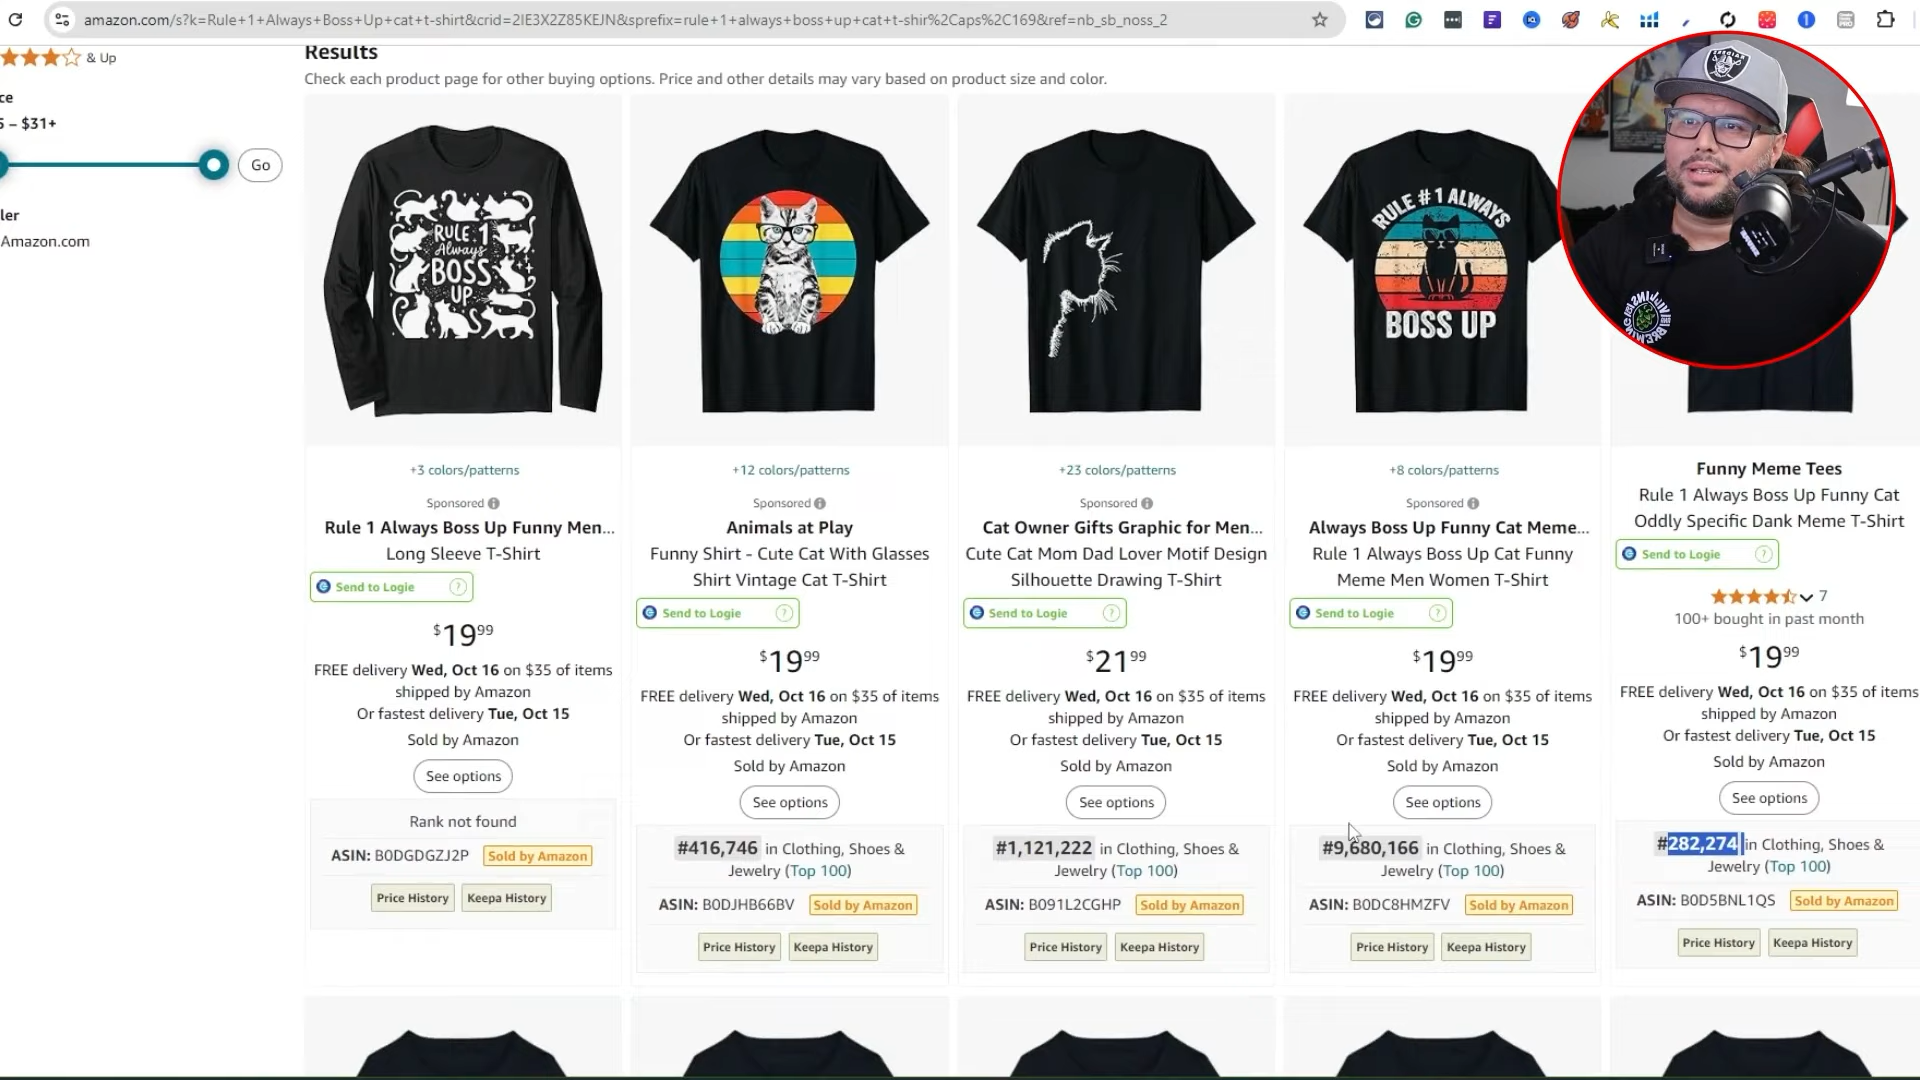 amazon.com/s?k=Rule+1+Always+Boss+Up+cat+t-shirt&crid=2IE3X2Z85KEJN&sprefix=rule+1+always+boss+up+cat+t-shir%2Caps%2C169&ref=nb_sb_noss_2
& Up
ce
5 – $31+
Go
ler
Amazon.com
Results
Check each product page for other buying options. Price and other details may vary based on product size and color.
RULE 1
Always
BOSS
UP
+3 colors/patterns
Sponsored
Rule 1 Always Boss Up Funny Men...
Long Sleeve T-Shirt
Send to Logie ?
$19.99
FREE delivery Wed, Oct 16 on $35 of items
shipped by Amazon
Or fastest delivery Tue, Oct 15
Sold by Amazon
See options
Rank not found
ASIN: B0DGDGZJ2P Sold by Amazon
Price History Keepa History
+12 colors/patterns
Sponsored
Animals at Play
Funny Shirt - Cute Cat With Glasses
Shirt Vintage Cat T-Shirt
Send to Logie ?
$19.99
FREE delivery Wed, Oct 16 on $35 of items
shipped by Amazon
Or fastest delivery Tue, Oct 15
Sold by Amazon
See options
#416,746 in Clothing, Shoes &
Jewelry (Top 100)
ASIN: B0DJHB66BV Sold by Amazon
Price History Keepa History
+23 colors/patterns
Sponsored
Cat Owner Gifts Graphic for Men...
Cute Cat Mom Dad Lover Motif Design
Silhouette Drawing T-Shirt
Send to Logie ?
$21.99
FREE delivery Wed, Oct 16 on $35 of items
shipped by Amazon
Or fastest delivery Tue, Oct 15
Sold by Amazon
See options
#1,121,222 in Clothing, Shoes &
Jewelry (Top 100)
ASIN: B091L2CGHP Sold by Amazon
Price History Keepa History
RULE #1 ALWAYS
BOSS UP
+8 colors/patterns
Sponsored
Always Boss Up Funny Cat Meme...
Rule 1 Always Boss Up Cat Funny
Meme Men Women T-Shirt
Send to Logie ?
$19.99
FREE delivery Wed, Oct 16 on $35 of items
shipped by Amazon
Or fastest delivery Tue, Oct 15
Sold by Amazon
See options
#9,680,166 in Clothing, Shoes &
Jewelry (Top 100)
ASIN: B0DC8HMZFV Sold by Amazon
Price History Keepa History
RAIDERS
Funny Meme Tees
Rule 1 Always Boss Up Funny Cat
Oddly Specific Dank Meme T-Shirt
Send to Logie ?
7
100+ bought in past month
$19.99
FREE delivery Wed, Oct 16 on $35 of items
shipped by Amazon
Or fastest delivery Tue, Oct 15
Sold by Amazon
See options
#282,274 in Clothing, Shoes &
Jewelry (Top 100)
ASIN: B0D5BNL1QS Sold by Amazon
Price History Keepa History